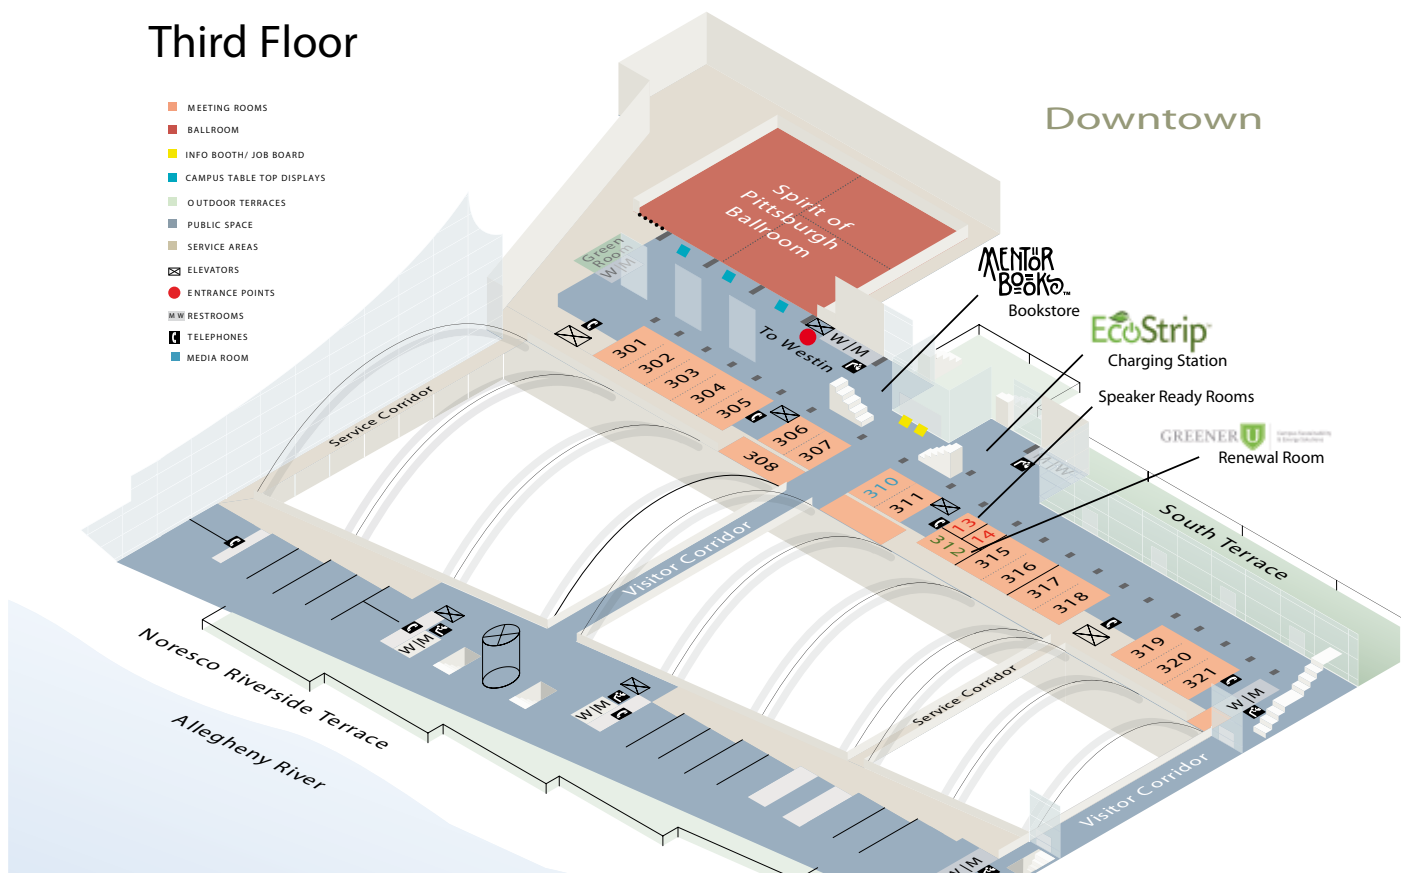 Third Floor
MEETING ROOMS
BALLROOM
INFO BOOTH/ JOB BOARD
CAMPUS TABLE TOP DISPLAYS
OUTDOOR TERRACES
PUBLIC SPACE
SERVICE AREAS
ELEVATORS
ENTRANCE POINTS
M W RESTROOMS
TELEPHONES
MEDIA ROOM
Downtown
Spirit of
Pittsburgh
Ballroom
Green
Room
W|M
MENTOR
BOOKS™
Bookstore
EcoStrip
Charging Station
Speaker Ready Rooms
GREENER U
Renewal Room
To Westin
W|M
301
302
303
304
305
306
307
308
310
311
13
14
312
315
316
317
318
319
320
321
South Terrace
W|M
Service Corridor
Visitor Corridor
Service Corridor
Visitor Corridor
W|M
W|M
W|M
Noresco Riverside Terrace
Allegheny River